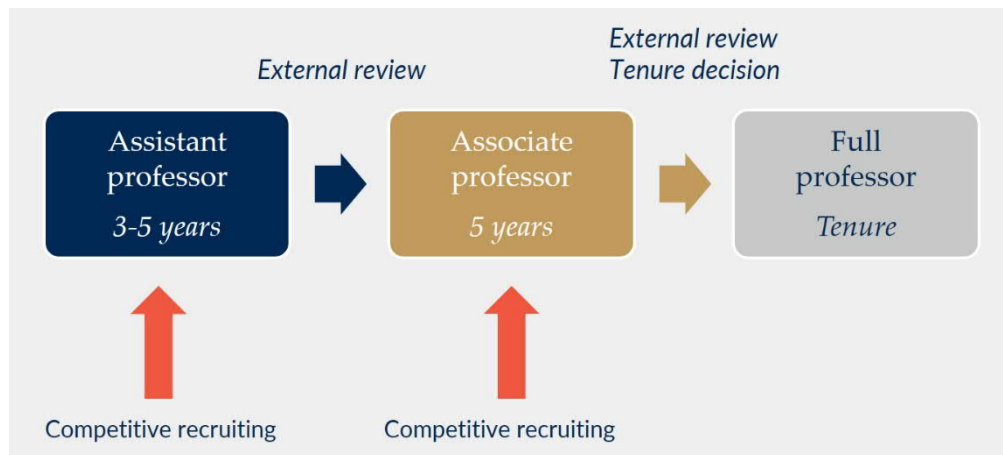 External review
External review
Tenure decision
Assistant
professor
3-5 years
Associate
professor
5 years
Full
professor
Tenure
Competitive recruiting
Competitive recruiting